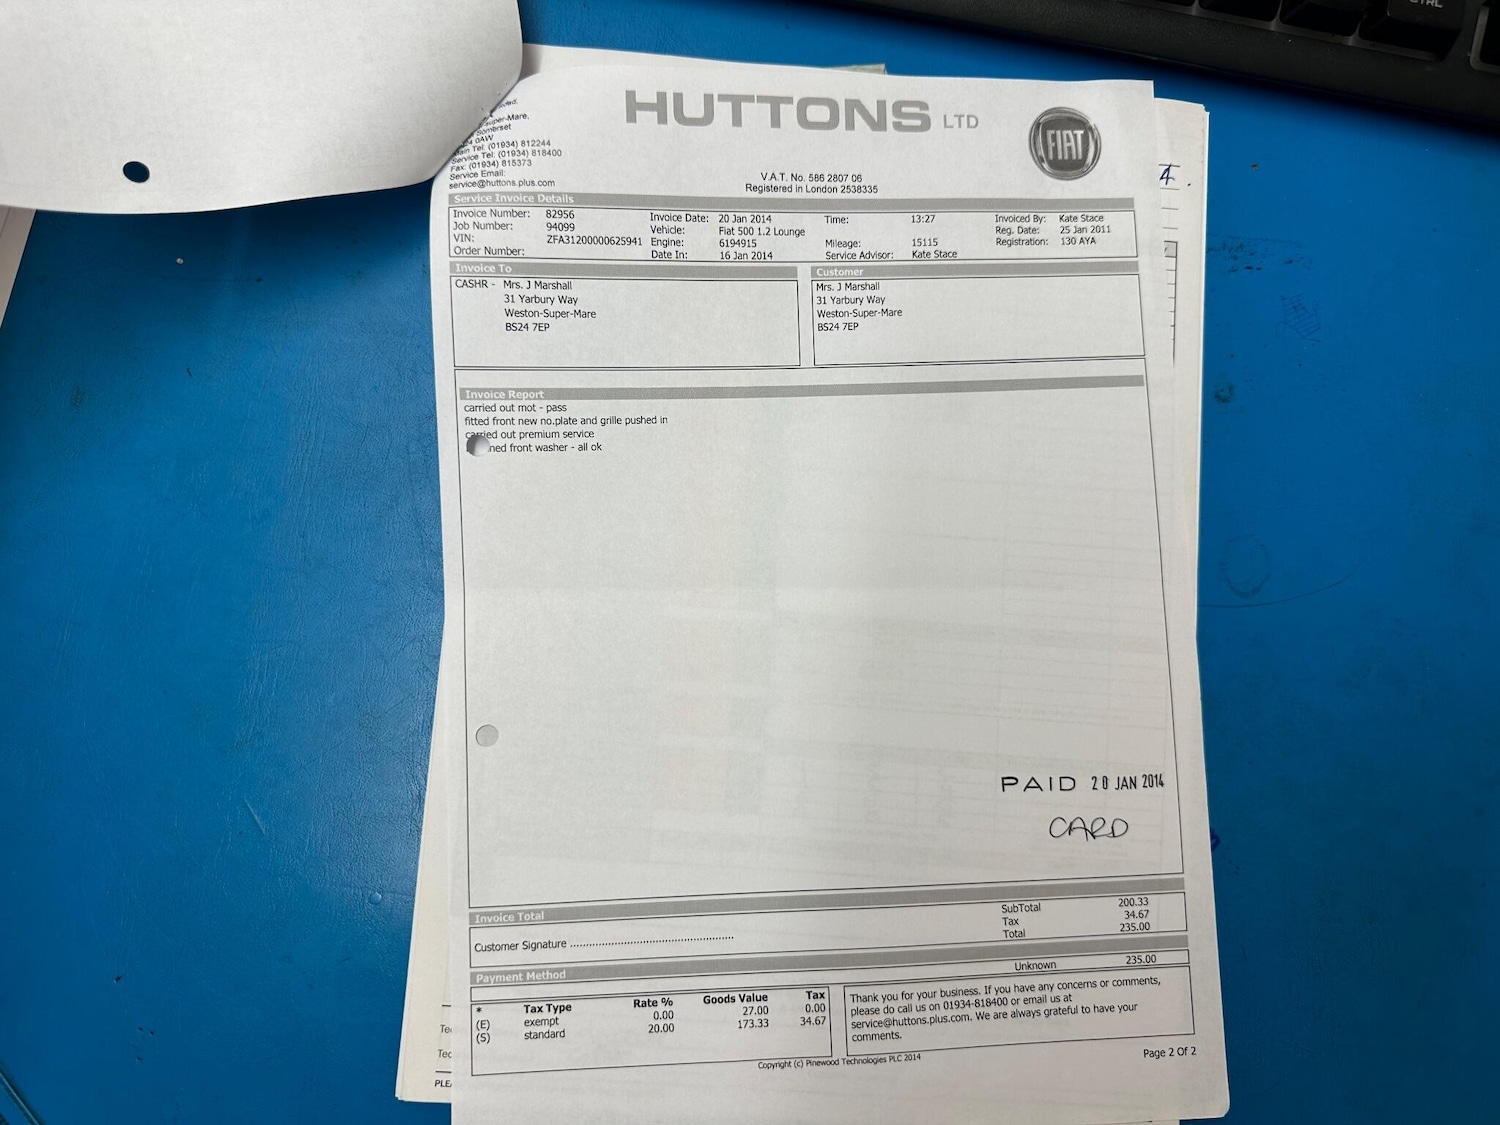 CTRL
HUTTONS LTD
FIAT
super-Mare,
Somerset
0AW
Tel: (01934) 812244
Service Tel: (01934) 818400
Fax: (01934) 815373
Service Email:
service@huttons.plus.com
V.A.T. No. 586 2807 06
Registered in London 2538335
4.
Service Invoice Details
Invoice Number: 82956 Invoice Date: 20 Jan 2014 Time: 13:27 Invoiced By: Kate Stace
Job Number: 94099 Vehicle: Fiat 500 1.2 Lounge Reg. Date: 25 Jan 2011
VIN: ZFA31200000625941 Engine: 6194915 Mileage: 15115 Registration: 130 AYA
Order Number: Date In: 16 Jan 2014 Service Advisor: Kate Stace
Invoice To Customer
CASHR - Mrs. J Marshall Mrs. J Marshall
31 Yarbury Way 31 Yarbury Way
Weston-Super-Mare Weston-Super-Mare
BS24 7EP BS24 7EP
Invoice Report
carried out mot - pass
fitted front new no.plate and grille pushed in
carried out premium service
front washer - all ok
PAID 20 JAN 2014
CARD
Invoice Total SubTotal 200.33
Tax 34.67
Customer Signature ........ Total 235.00
Payment Method
Unknown 235.00
* Tax Type Rate % Goods Value Tax
(E) exempt 0.00 27.00 0.00
(S) standard 20.00 173.33 34.67
Thank you for your business. If you have any concerns or comments,
please do call us on 01934-818400 or email us at
service@huttons.plus.com. We are always grateful to have your
comments.
Copyright (c) Pinewood Technologies PLC 2014
Page 2 Of 2